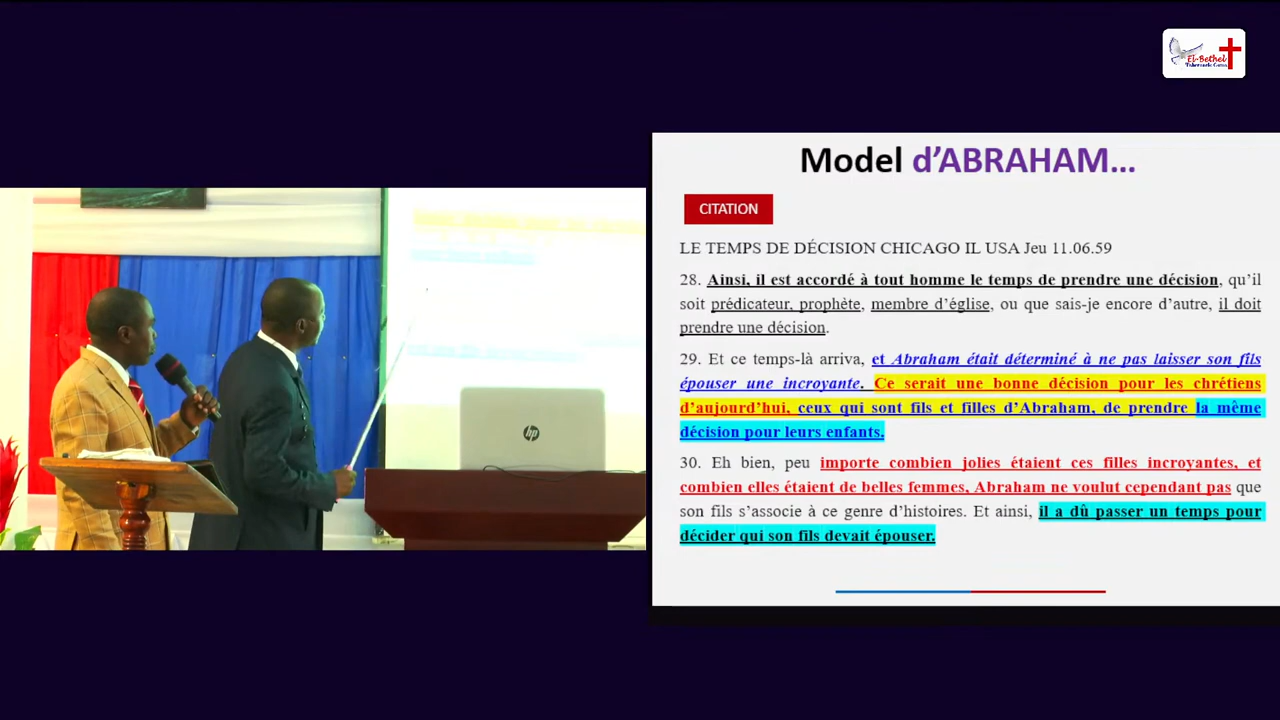 El-Bethel
Model d’ABRAHAM...
CITATION
LE TEMPS DE DÉCISION CHICAGO IL USA Jeu 11.06.59
28. Ainsi, il est accordé à tout homme le temps de prendre une décision, qu’il
soit prédicateur, prophète, membre d’église, ou que sais-je encore d’autre, il doit
prendre une décision.
29. Et ce temps-là arriva, et Abraham était déterminé à ne pas laisser son fils
épouser une incroyante. Ce serait une bonne décision pour les chrétiens
d’aujourd’hui, ceux qui sont fils et filles d’Abraham, de prendre la même
décision pour leurs enfants.
30. Eh bien, peu importe combien jolies étaient ces filles incroyantes, et
combien elles étaient de belles femmes, Abraham ne voulut cependant pas que
son fils s’associe à ce genre d’histoires. Et ainsi, il a dû passer un temps pour
décider qui son fils devait épouser.
hp